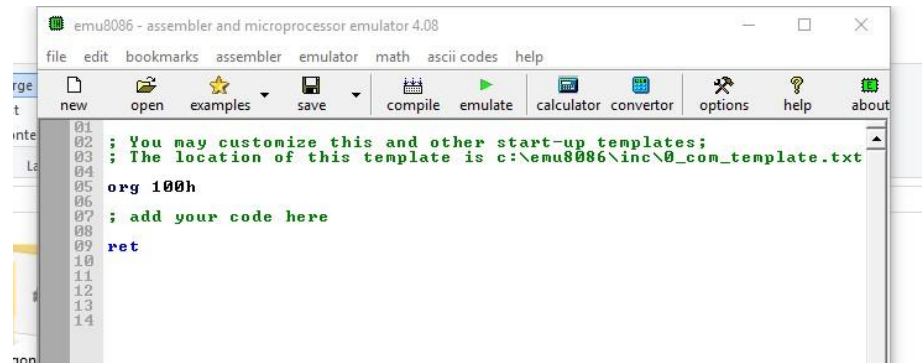 emu8086 - assembler and microprocessor emulator 4.08
file edit bookmarks assembler emulator math ascii codes help
new open examples save compile emulate calculator convertor options help about
01
02 ; You may customize this and other start-up templates;
03 ; The location of this template is c:\emu8086\inc\0_com_template.txt
04
05 org 100h
06
07 ; add your code here
08
09 ret
10
11
12
13
14